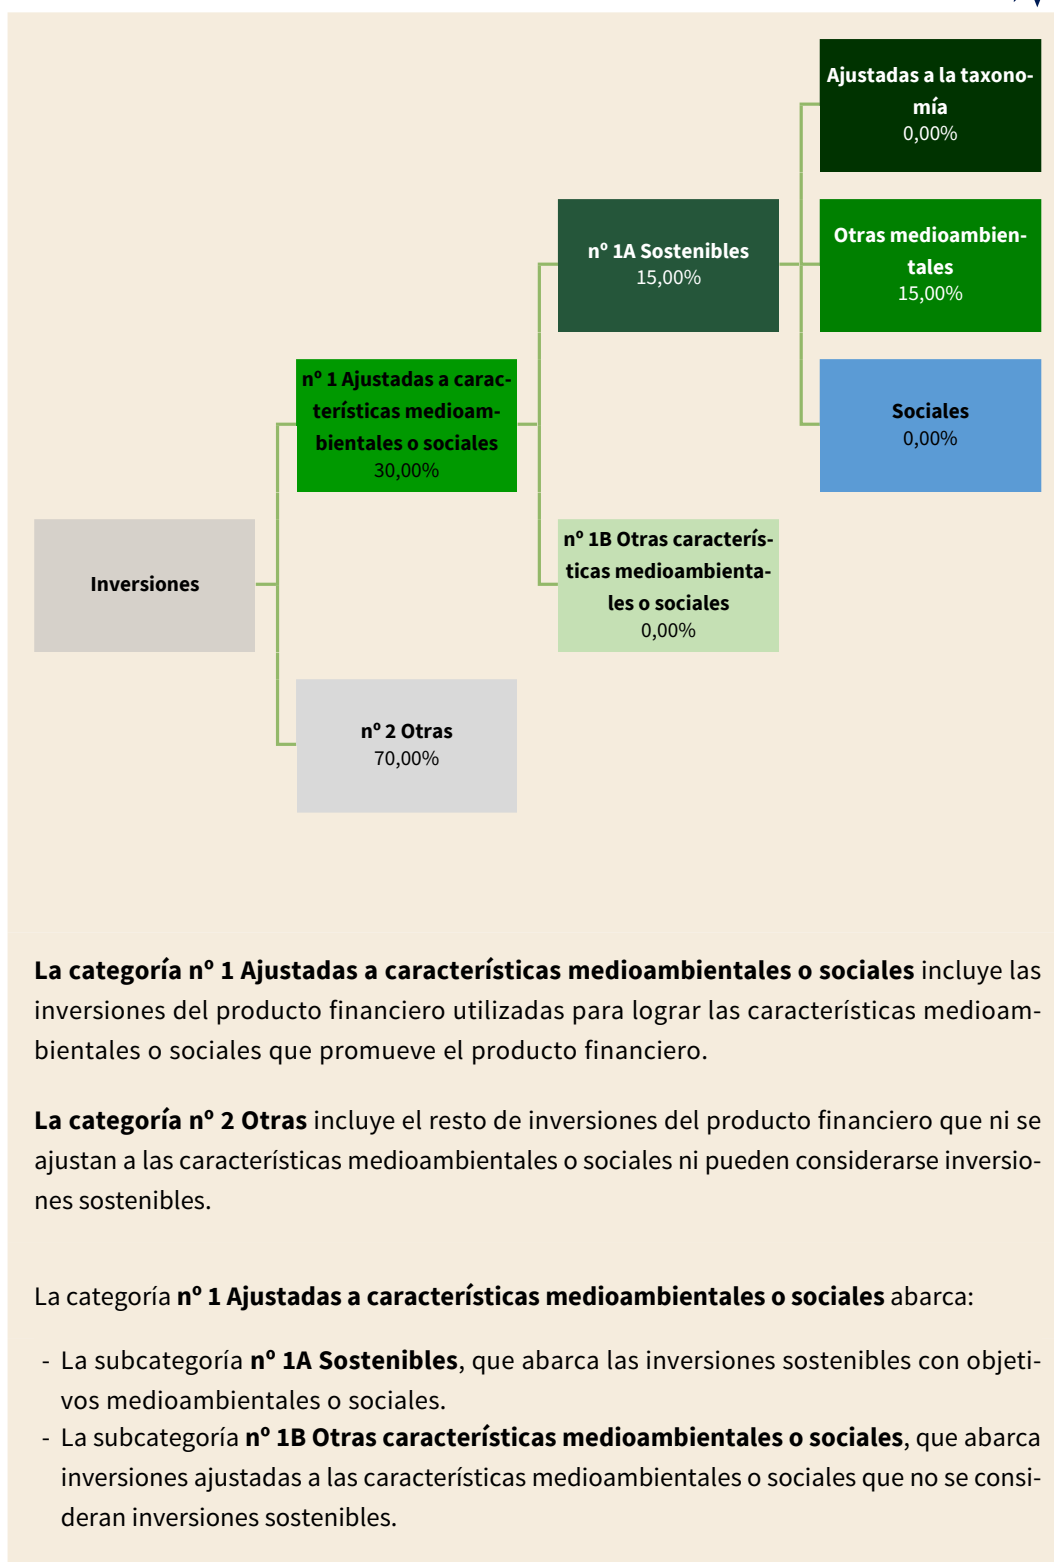 Ajustadas a la taxono-
mía
0,00%
nº 1A Sostenibles
15,00%
Otras medioambien-
tales
15,00%
nº 1 Ajustadas a carac-
terísticas medioam-
bientales o sociales
30,00%
Sociales
0,00%
Inversiones
nº 1B Otras caracterís-
ticas medioambienta-
les o sociales
0,00%
nº 2 Otras
70,00%
La categoría nº 1 Ajustadas a características medioambientales o sociales incluye las
inversiones del producto financiero utilizadas para lograr las características medioam-
bientales o sociales que promueve el producto financiero.
La categoría nº 2 Otras incluye el resto de inversiones del producto financiero que ni se
ajustan a las características medioambientales o sociales ni pueden considerarse inversio-
nes sostenibles.
La categoría nº 1 Ajustadas a características medioambientales o sociales abarca:
- La subcategoría nº 1A Sostenibles, que abarca las inversiones sostenibles con objeti-
vos medioambientales o sociales.
- La subcategoría nº 1B Otras características medioambientales o sociales, que abarca
inversiones ajustadas a las características medioambientales o sociales que no se consi-
deran inversiones sostenibles.